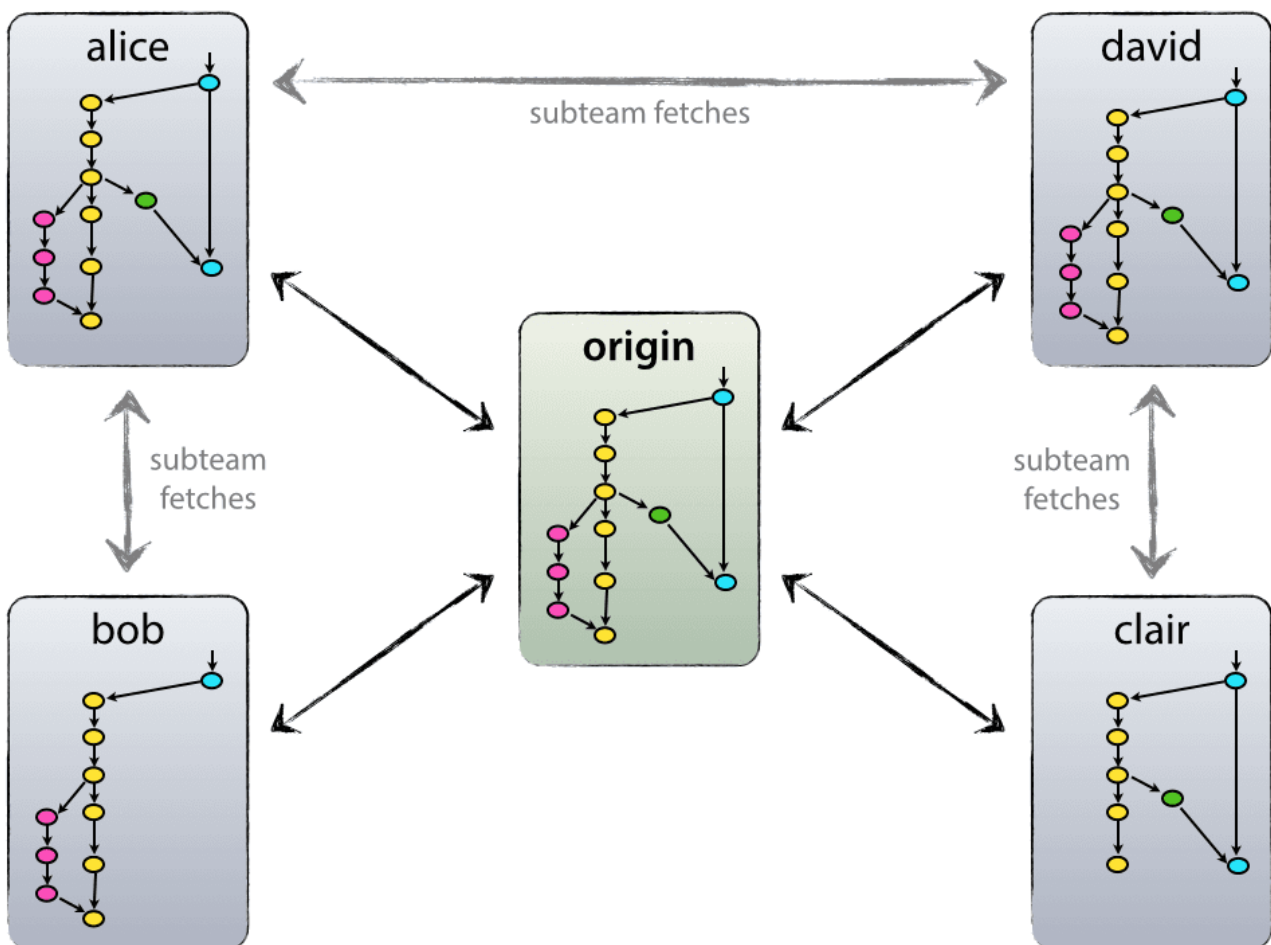 alice
david
subteam fetches
origin
subteam
fetches
subteam
fetches
bob
clair